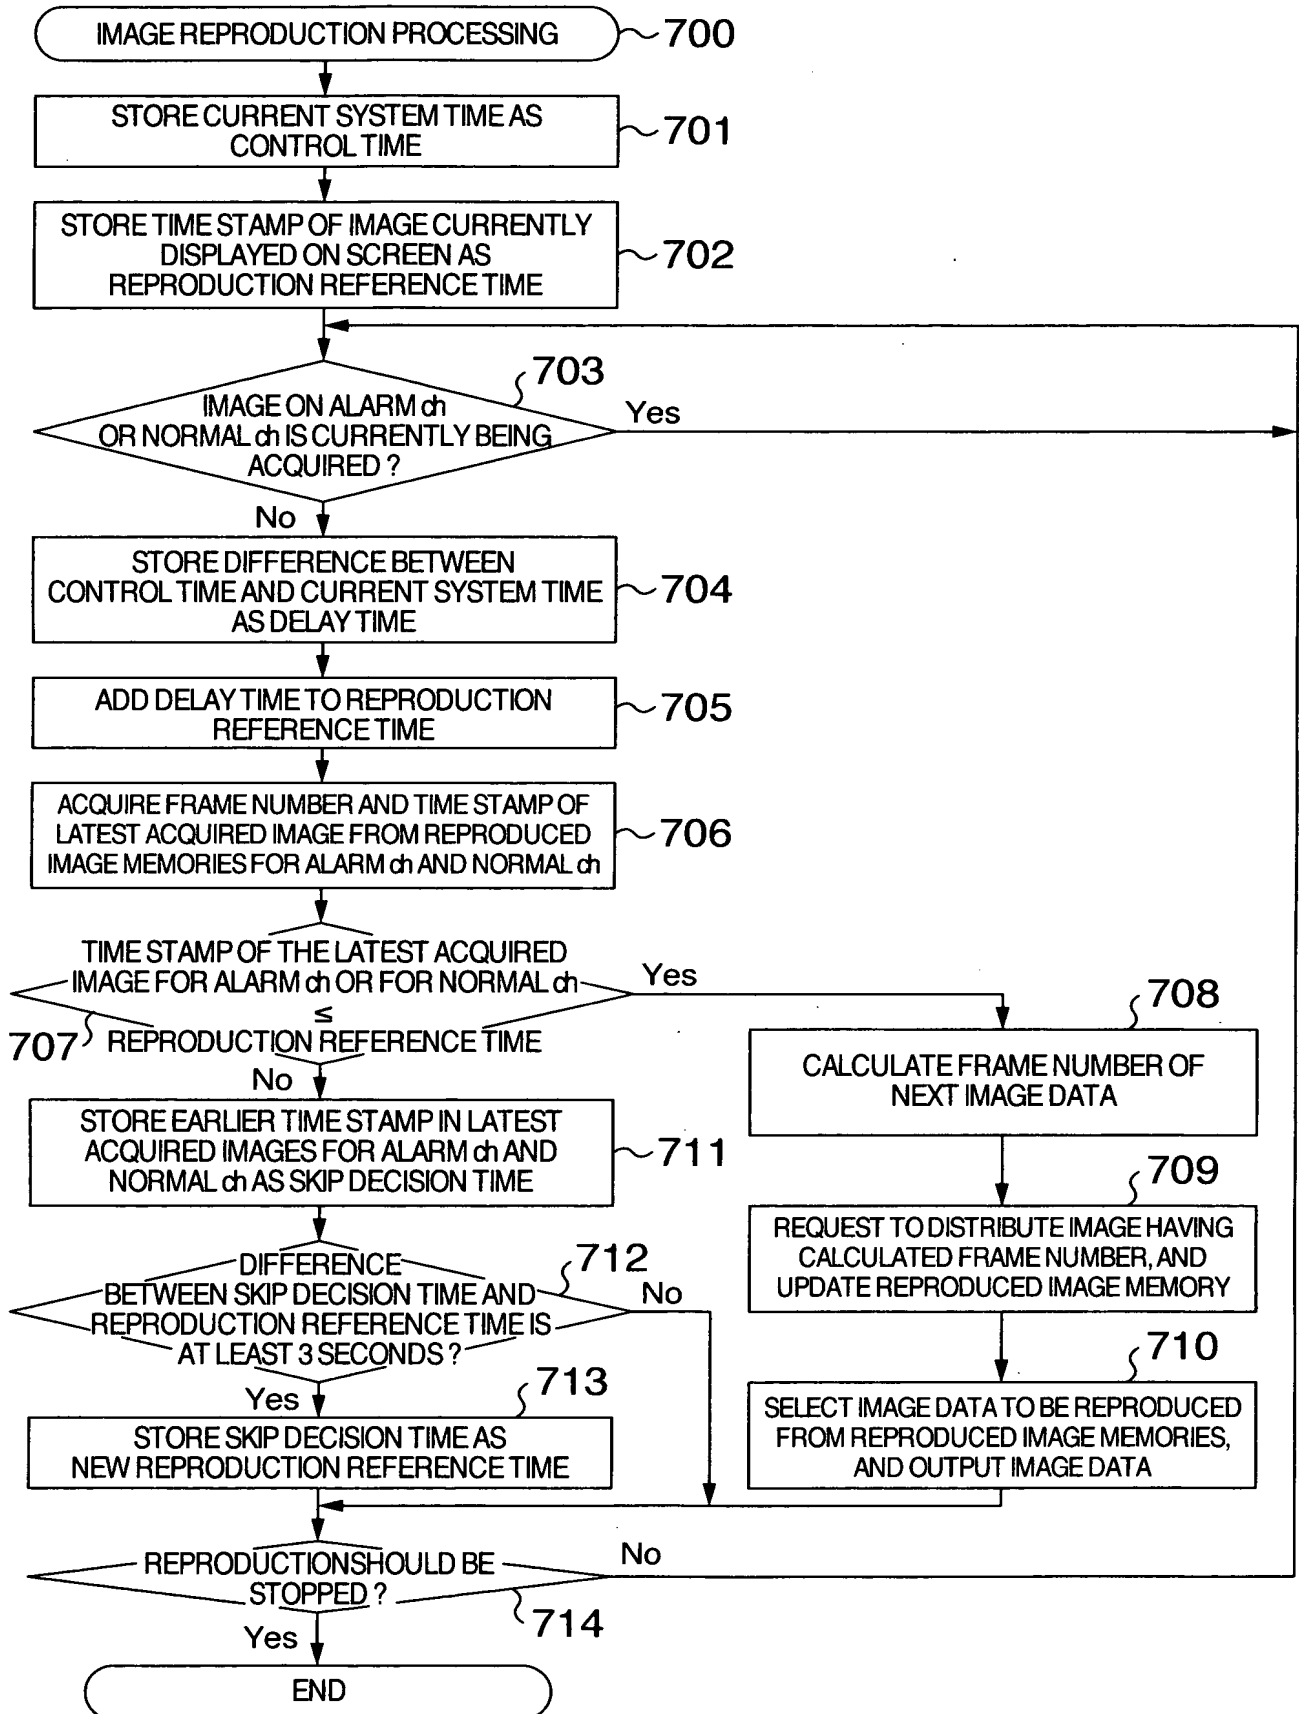 IMAGE REPRODUCTION PROCESSING
700
STORE CURRENT SYSTEM TIME AS
CONTROL TIME
701
STORE TIME STAMP OF IMAGE CURRENTLY
DISPLAYED ON SCREEN AS
REPRODUCTION REFERENCE TIME
702
703
IMAGE ON ALARM ch
OR NORMAL ch IS CURRENTLY BEING
ACQUIRED ?
Yes
No
STORE DIFFERENCE BETWEEN
CONTROL TIME AND CURRENT SYSTEM TIME
AS DELAY TIME
704
ADD DELAY TIME TO REPRODUCTION
REFERENCE TIME
705
ACQUIRE FRAME NUMBER AND TIME STAMP OF
LATEST ACQUIRED IMAGE FROM REPRODUCED
IMAGE MEMORIES FOR ALARM ch AND NORMAL ch
706
TIME STAMP OF THE LATEST ACQUIRED
IMAGE FOR ALARM ch OR FOR NORMAL ch
≤
REPRODUCTION REFERENCE TIME
707
Yes
No
708
CALCULATE FRAME NUMBER OF
NEXT IMAGE DATA
709
REQUEST TO DISTRIBUTE IMAGE HAVING
CALCULATED FRAME NUMBER, AND
UPDATE REPRODUCED IMAGE MEMORY
710
SELECT IMAGE DATA TO BE REPRODUCED
FROM REPRODUCED IMAGE MEMORIES,
AND OUTPUT IMAGE DATA
STORE EARLIER TIME STAMP IN LATEST
ACQUIRED IMAGES FOR ALARM ch AND
NORMAL ch AS SKIP DECISION TIME
711
712
DIFFERENCE
BETWEEN SKIP DECISION TIME AND
REPRODUCTION REFERENCE TIME IS
AT LEAST 3 SECONDS ?
No
Yes
713
STORE SKIP DECISION TIME AS
NEW REPRODUCTION REFERENCE TIME
REPRODUCTION SHOULD BE
STOPPED ?
No
714
Yes
END